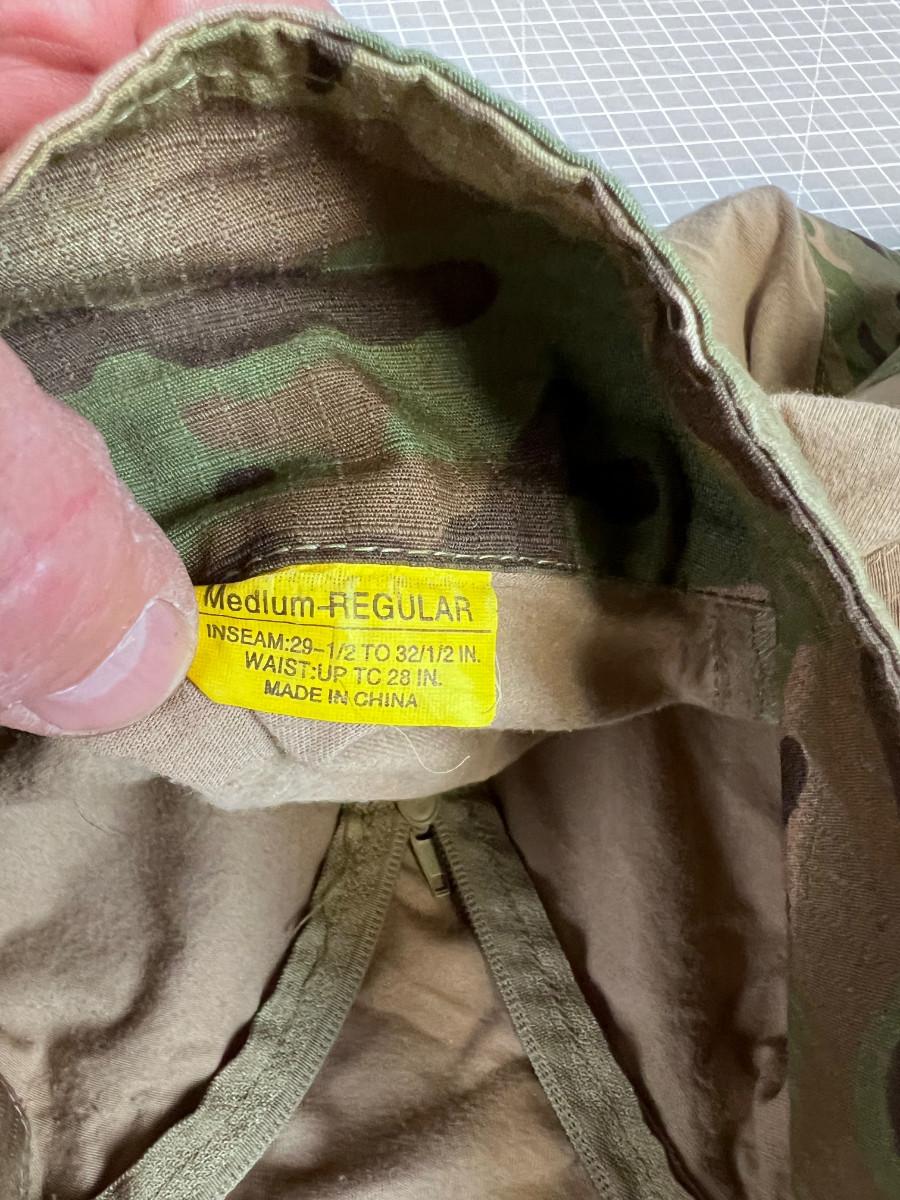 Medium-REGULAR
INSEAM:29-1/2 TO 32/1/2 IN.
WAIST:UP TC 28 IN.
MADE IN CHINA